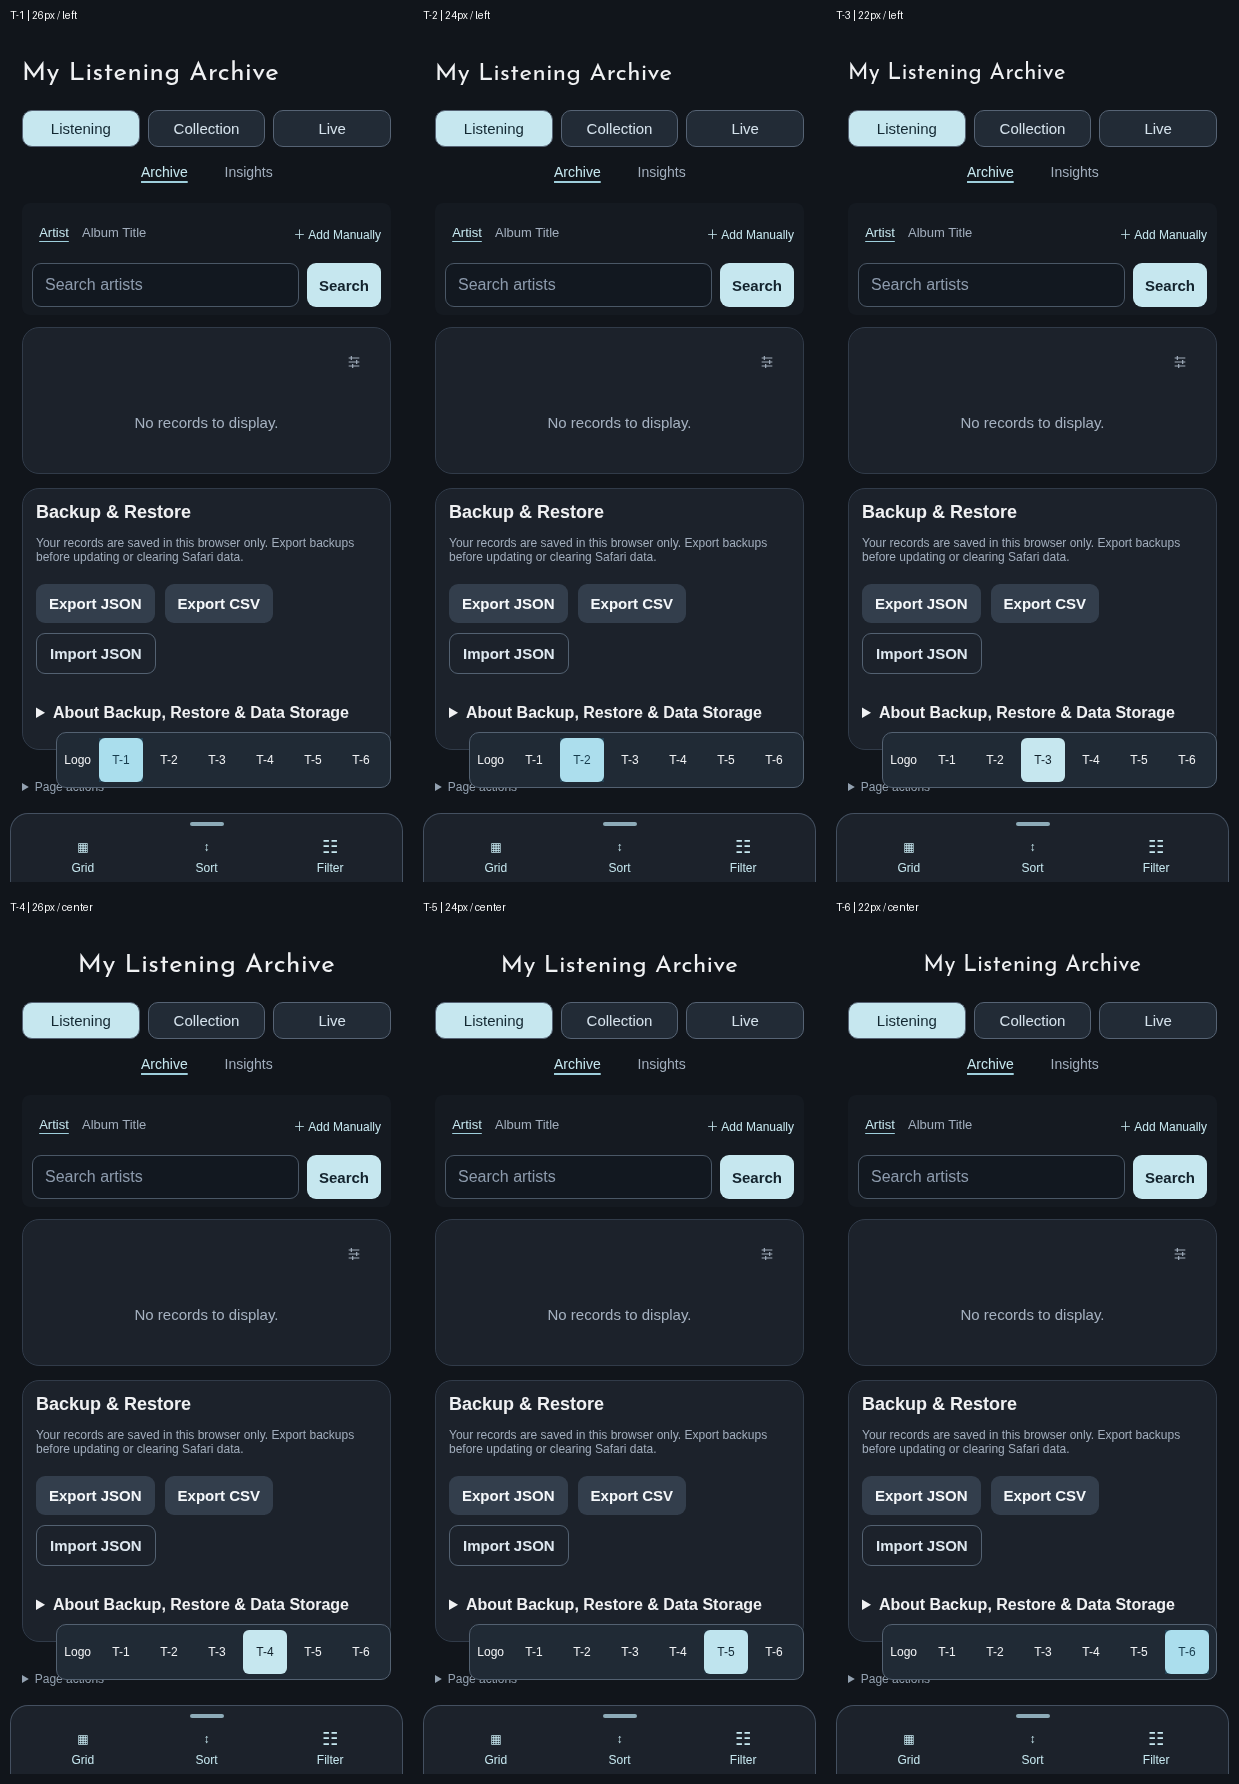 T-1 | 26px / left
My Listening Archive
Listening Collection Live
Archive Insights
Artist Album Title + Add Manually
Search artists Search
No records to display.
Backup & Restore
Your records are saved in this browser only. Export backups
before updating or clearing Safari data.
Export JSON Export CSV
Import JSON
About Backup, Restore & Data Storage
Logo T-1 T-2 T-3 T-4 T-5 T-6
Page actions
Grid Sort Filter
T-2 | 24px / left
My Listening Archive
Listening Collection Live
Archive Insights
Artist Album Title + Add Manually
Search artists Search
No records to display.
Backup & Restore
Your records are saved in this browser only. Export backups
before updating or clearing Safari data.
Export JSON Export CSV
Import JSON
About Backup, Restore & Data Storage
Logo T-1 T-2 T-3 T-4 T-5 T-6
Page actions
Grid Sort Filter
T-3 | 22px / left
My Listening Archive
Listening Collection Live
Archive Insights
Artist Album Title + Add Manually
Search artists Search
No records to display.
Backup & Restore
Your records are saved in this browser only. Export backups
before updating or clearing Safari data.
Export JSON Export CSV
Import JSON
About Backup, Restore & Data Storage
Logo T-1 T-2 T-3 T-4 T-5 T-6
Page actions
Grid Sort Filter
T-4 | 26px / center
My Listening Archive
Listening Collection Live
Archive Insights
Artist Album Title + Add Manually
Search artists Search
No records to display.
Backup & Restore
Your records are saved in this browser only. Export backups
before updating or clearing Safari data.
Export JSON Export CSV
Import JSON
About Backup, Restore & Data Storage
Logo T-1 T-2 T-3 T-4 T-5 T-6
Page actions
Grid Sort Filter
T-5 | 24px / center
My Listening Archive
Listening Collection Live
Archive Insights
Artist Album Title + Add Manually
Search artists Search
No records to display.
Backup & Restore
Your records are saved in this browser only. Export backups
before updating or clearing Safari data.
Export JSON Export CSV
Import JSON
About Backup, Restore & Data Storage
Logo T-1 T-2 T-3 T-4 T-5 T-6
Page actions
Grid Sort Filter
T-6 | 22px / center
My Listening Archive
Listening Collection Live
Archive Insights
Artist Album Title + Add Manually
Search artists Search
No records to display.
Backup & Restore
Your records are saved in this browser only. Export backups
before updating or clearing Safari data.
Export JSON Export CSV
Import JSON
About Backup, Restore & Data Storage
Logo T-1 T-2 T-3 T-4 T-5 T-6
Page actions
Grid Sort Filter